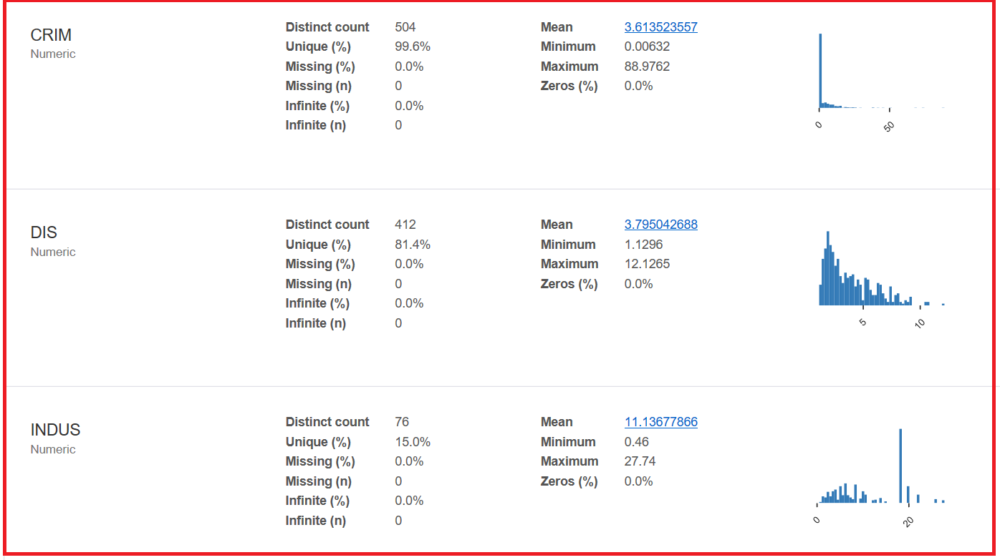 CRIM
Numeric
Distinct count 504
Unique (%) 99.6%
Missing (%) 0.0%
Missing (n) 0
Infinite (%) 0.0%
Infinite (n) 0
Mean 3.613523557
Minimum 0.00632
Maximum 88.9762
Zeros (%) 0.0%
0 50
DIS
Numeric
Distinct count 412
Unique (%) 81.4%
Missing (%) 0.0%
Missing (n) 0
Infinite (%) 0.0%
Infinite (n) 0
Mean 3.795042688
Minimum 1.1296
Maximum 12.1265
Zeros (%) 0.0%
5 10
INDUS
Numeric
Distinct count 76
Unique (%) 15.0%
Missing (%) 0.0%
Missing (n) 0
Infinite (%) 0.0%
Infinite (n) 0
Mean 11.13677866
Minimum 0.46
Maximum 27.74
Zeros (%) 0.0%
0 20